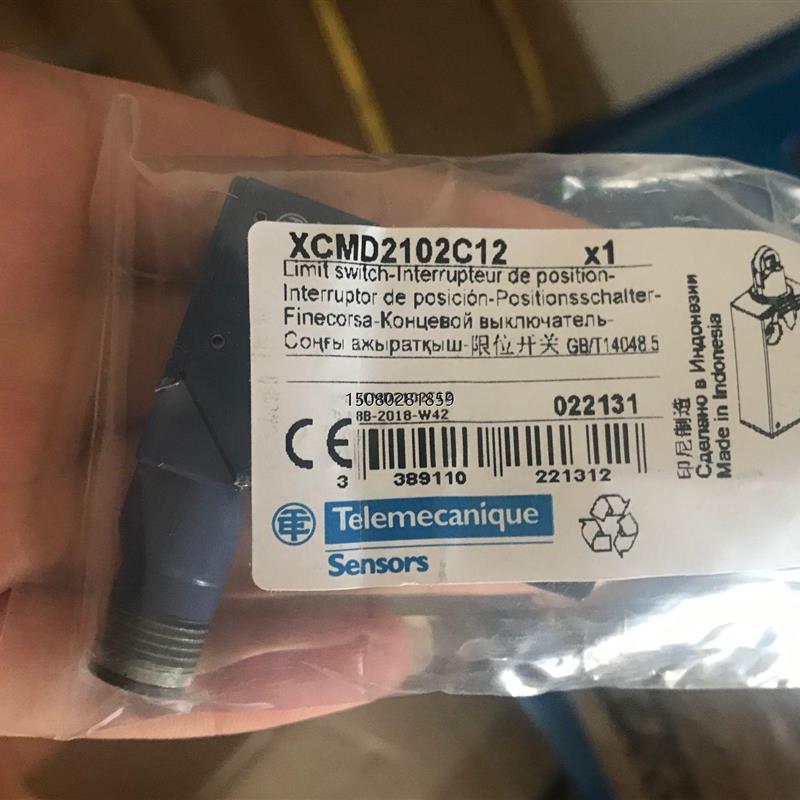 XCMD2102C12 x1
Limit switch-Interrupteur de position-
Interruptor de posición-Positionsschalter-
Finecorsa-Концевой выключатель-
Соңғы ажыратқыш-限位开关 GB/T14048.5
15080281859
022131
8B-2018-W42
CE
3 389110 221312
Telemecanique
Sensors
印尼制造
Сделано в Индонезии
Made in Indonesia